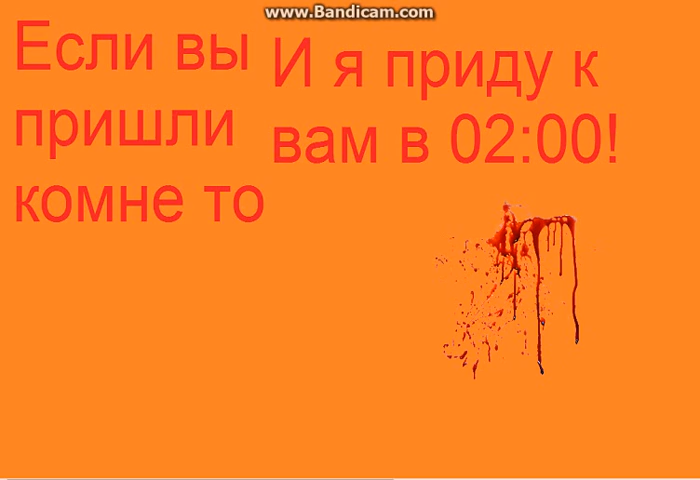 www.Bandicam.com
Если вы
пришли
комне то
И я приду к
вам в 02:00!